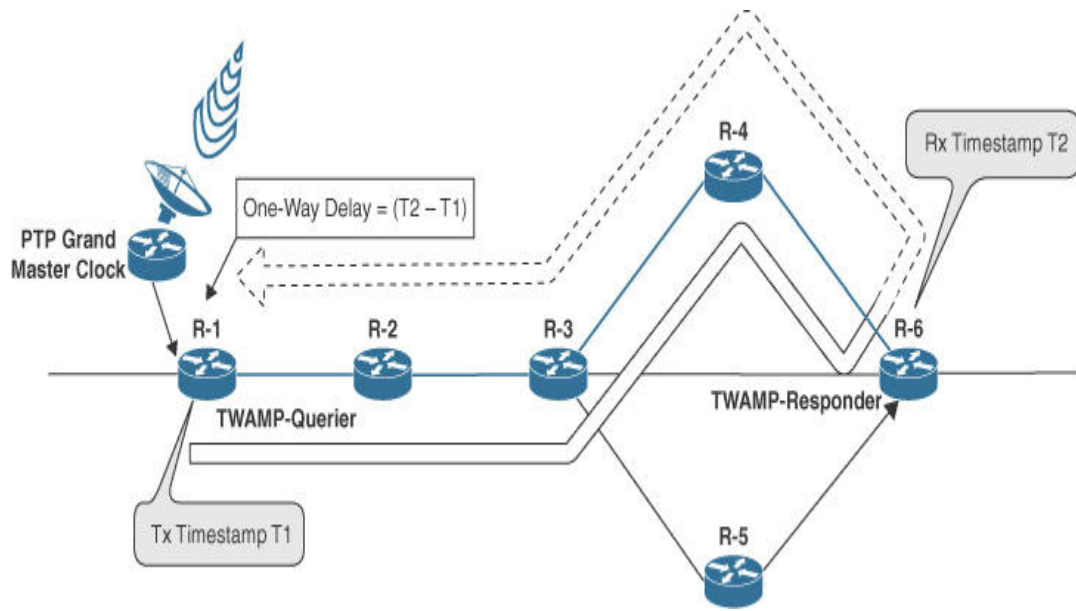 R-4
Rx Timestamp T2
One-Way Delay = (T2 – T1)
PTP Grand
Master Clock
R-1
R-2
R-3
R-6
TWAMP-Querier
TWAMP-Responder
Tx Timestamp T1
R-5